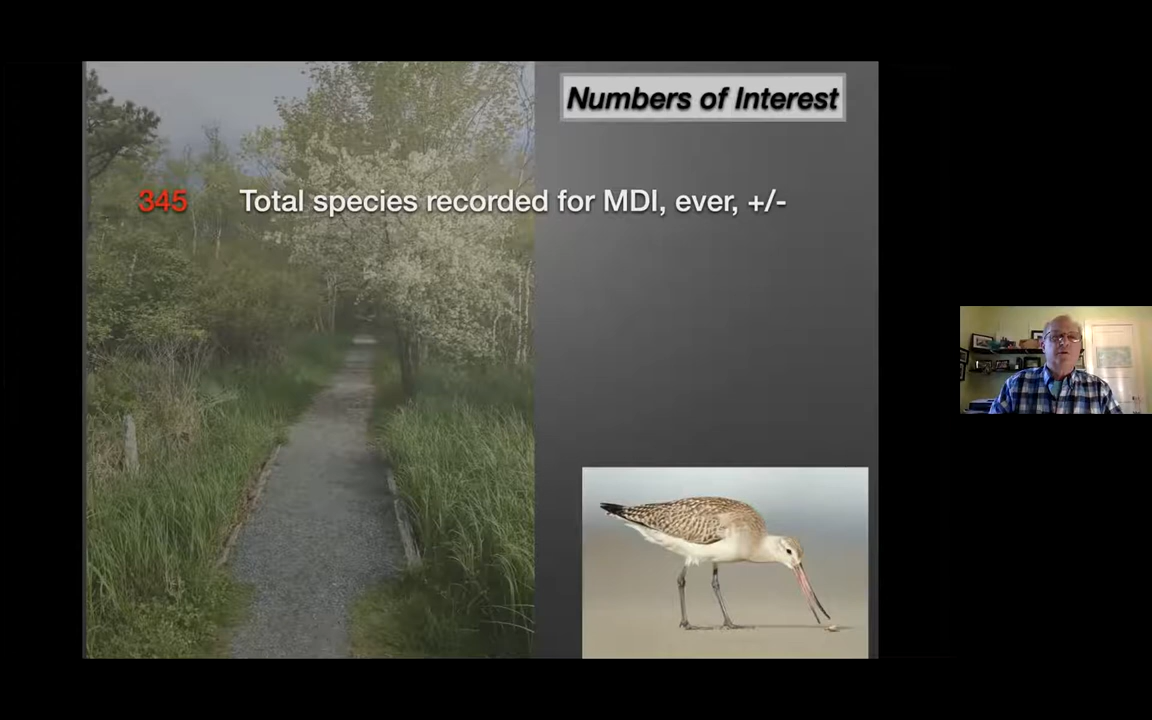 Numbers of Interest
345 Total species recorded for MDI, ever, +/-